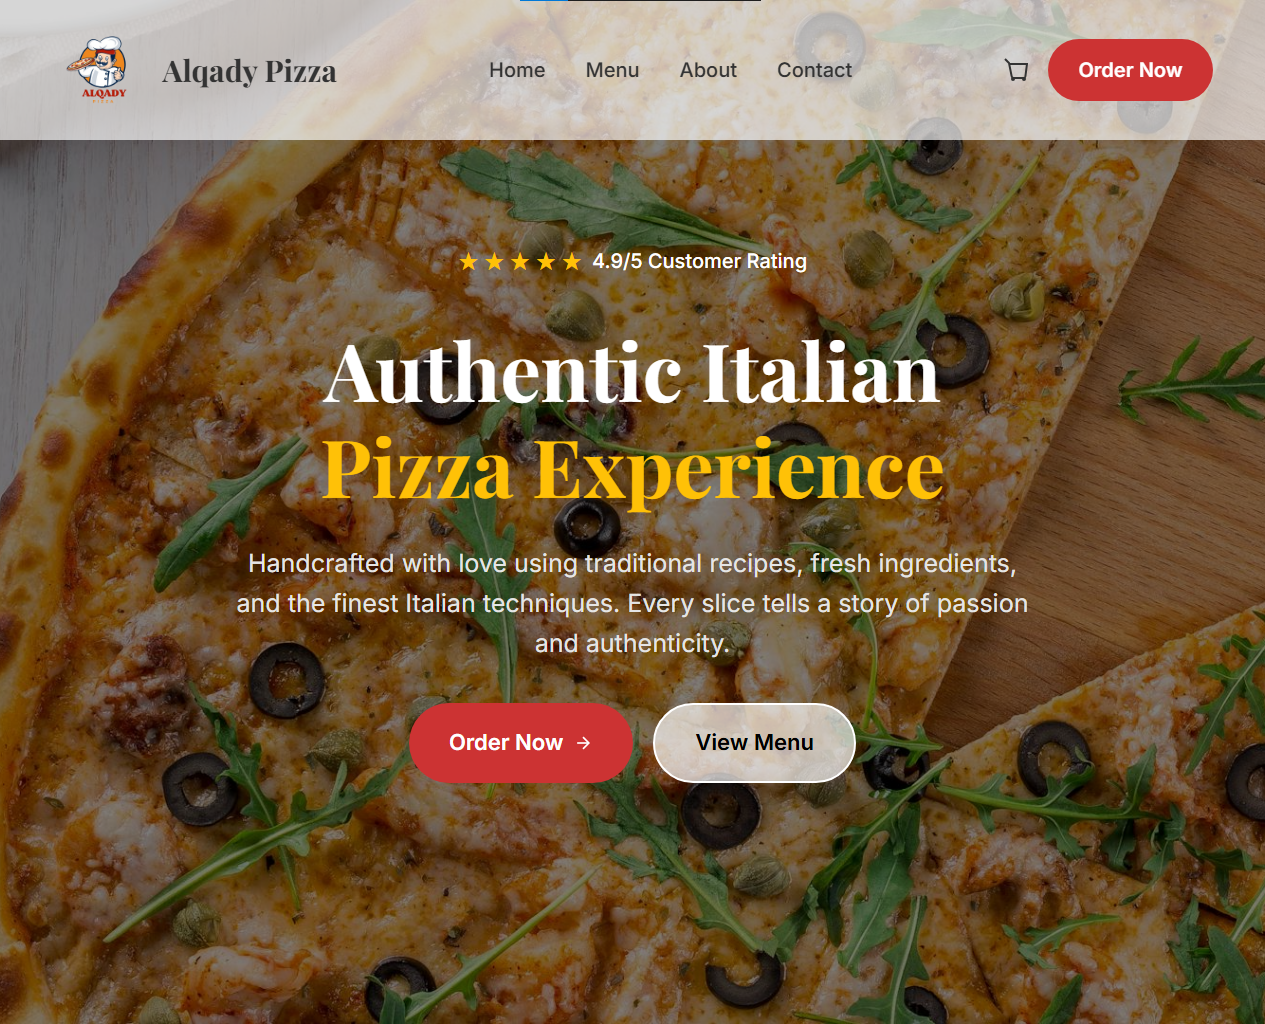 ALQADY
PIZZA
Alqady Pizza
Home
Menu
About
Contact
Order Now
★★★★★ 4.9/5 Customer Rating
Authentic Italian
Pizza Experience
Handcrafted with love using traditional recipes, fresh ingredients,
and the finest Italian techniques. Every slice tells a story of passion
and authenticity.
Order Now →
View Menu